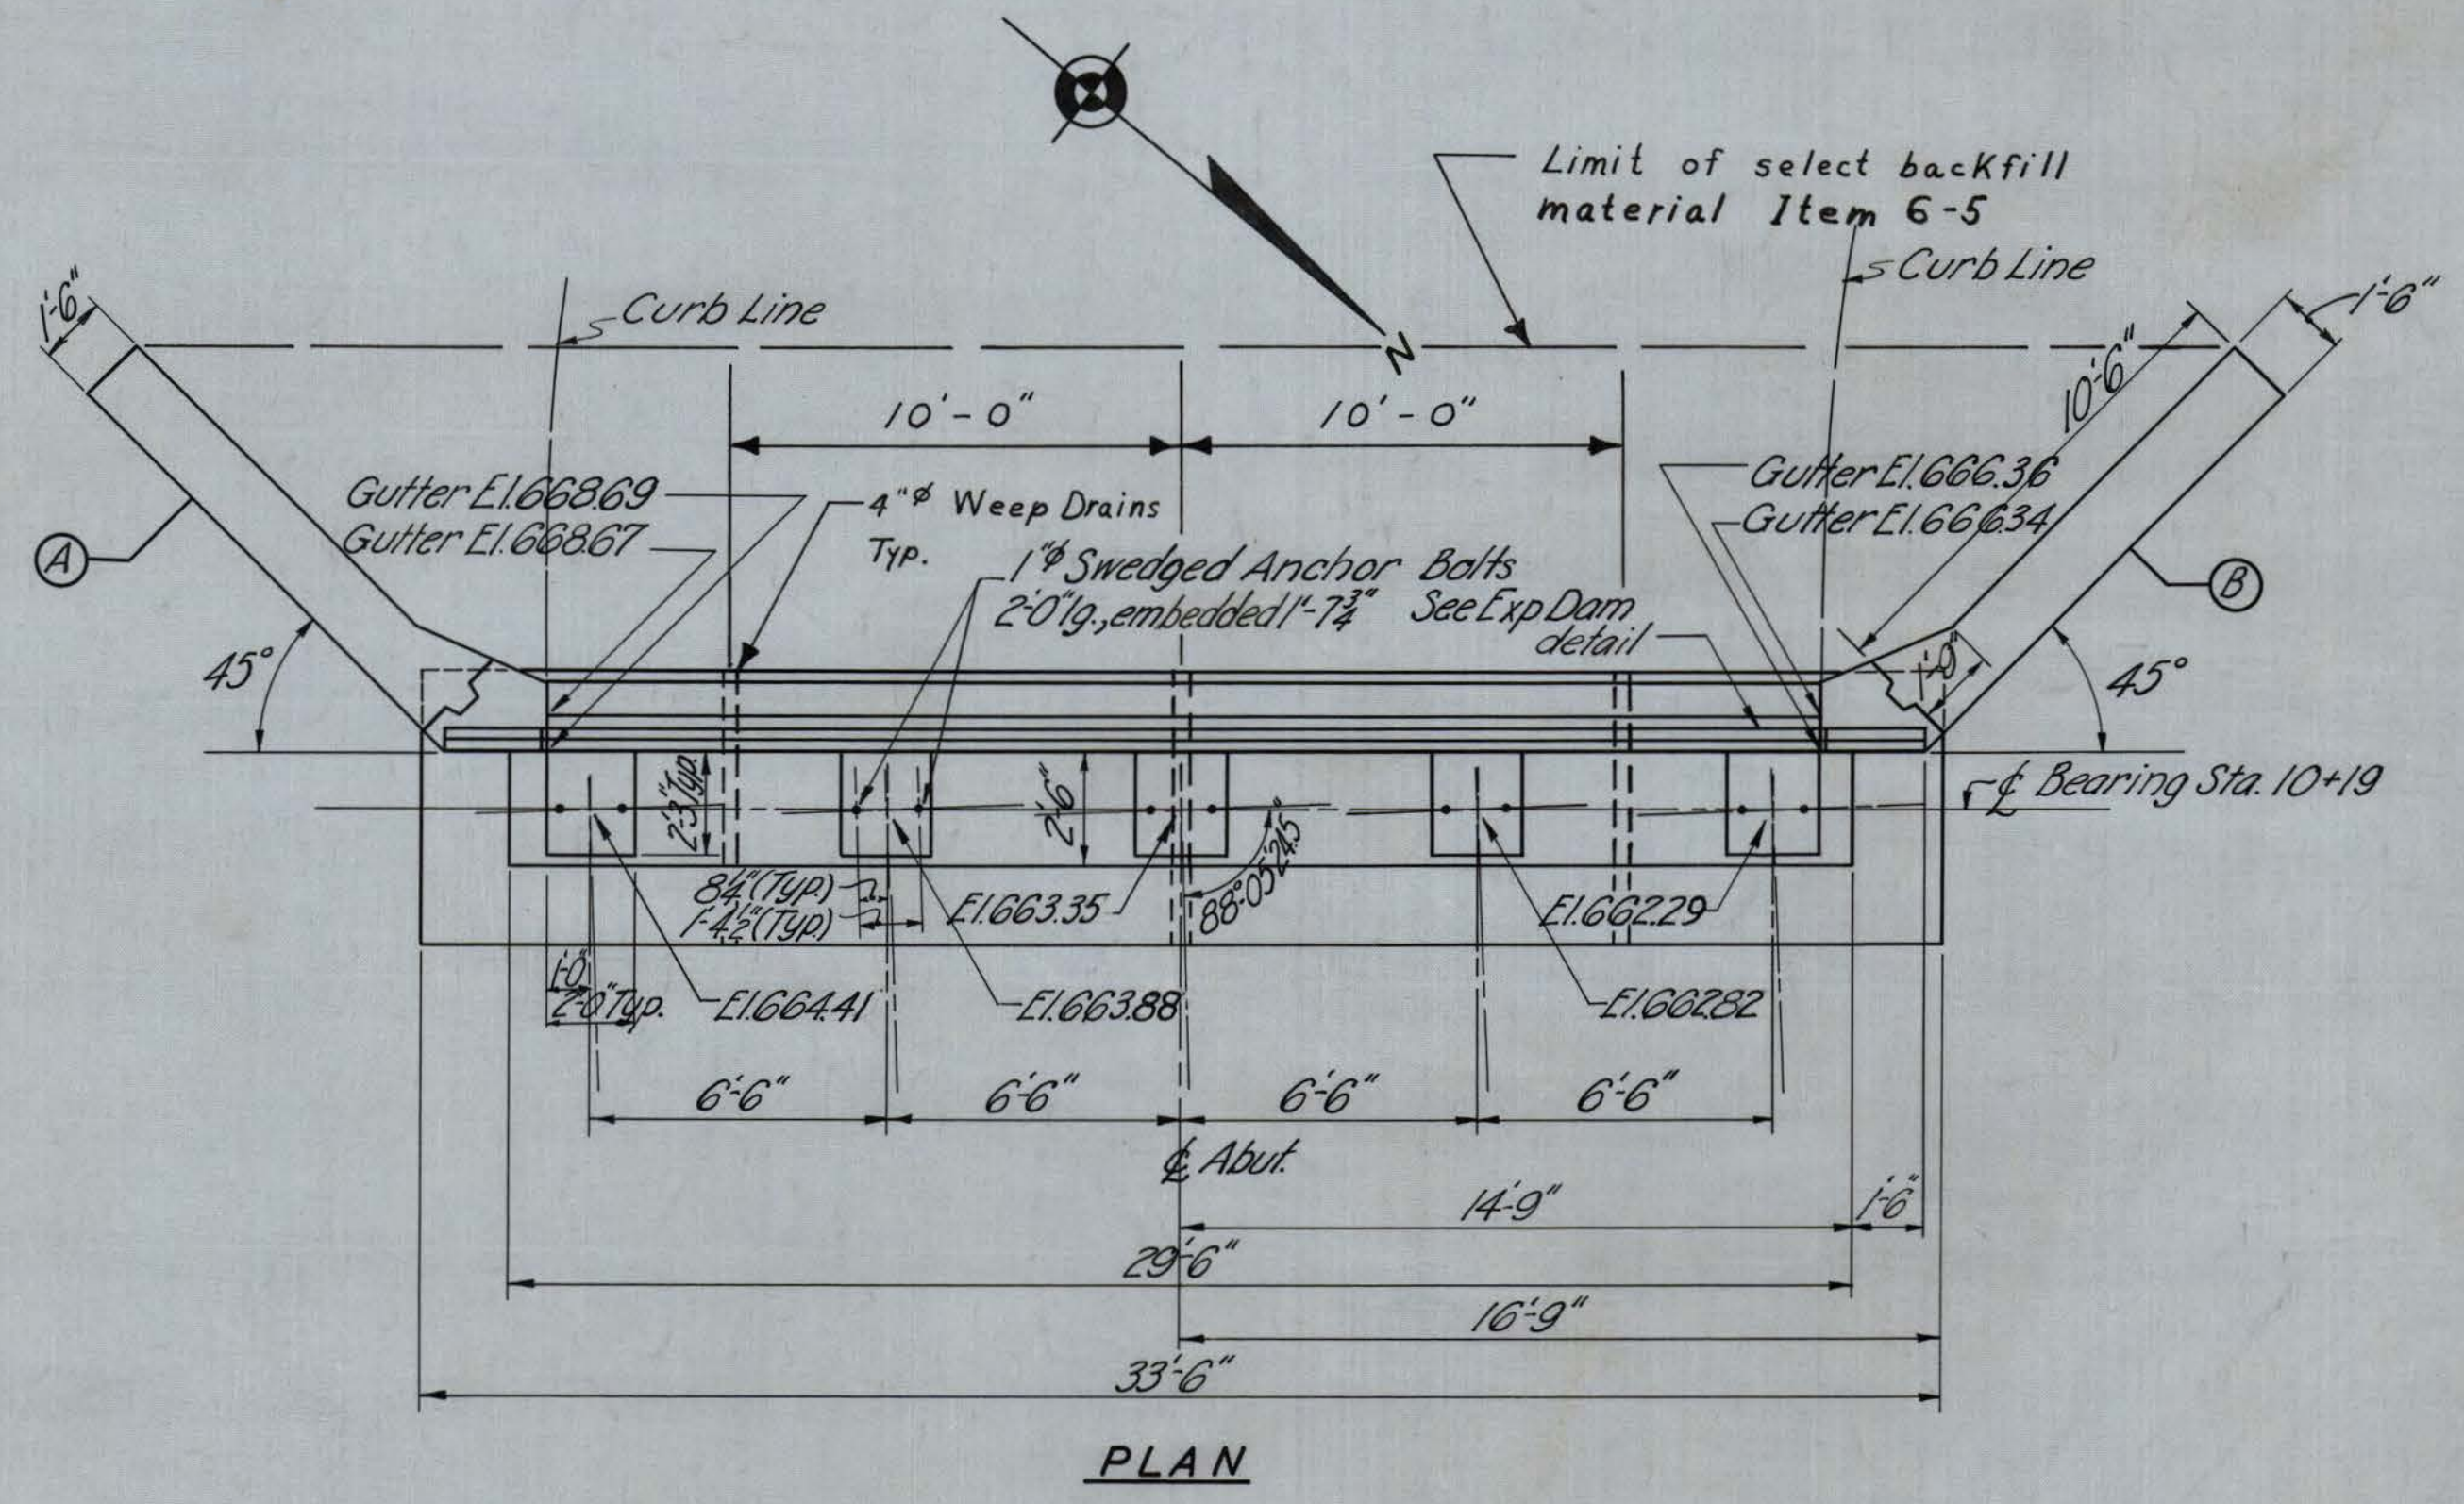 Limit of select backfill
material Item 6-5
Curb Line
Curb Line
1'-6"
1'-6"
N
10'-6"
10'-0"
10'-0"
Gutter El.668.69
Gutter El.668.67
4"ϕ Weep Drains
Typ.
Gutter El.666.36
Gutter El.666.34
A
B
1"ϕ Swedged Anchor Bolts
2'-0"lg., embedded 1'-7¾"
See Exp Dam
detail
45°
45°
1'-9"
2'-3" Typ.
2'-6"
℄ Bearing Sta. 10+19
8¼"(Typ.)
1'-4½"(Typ.)
El.663.35
88°-05'24.5"
El.662.29
1'-0"
2'-0" Typ.
El.664.41
El.663.88
El.662.82
6'-6"
6'-6"
6'-6"
6'-6"
℄ Abut.
14'-9"
1'-6"
29'-6"
16'-9"
33'-6"
PLAN